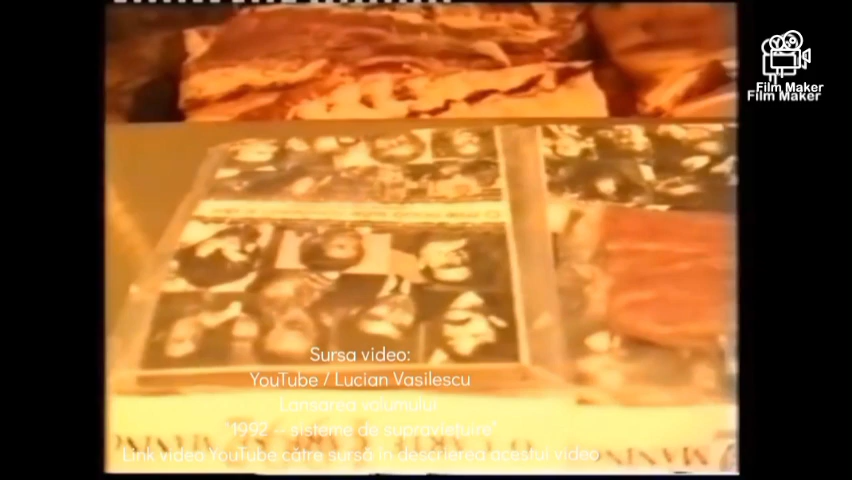 Film Maker
Film Maker
Sursa video:
YouTube / Lucian Vasilescu
Lansarea volumului
"1992 – sisteme de supraviețuire"
Link video YouTube către sursă în descrierea acestui video